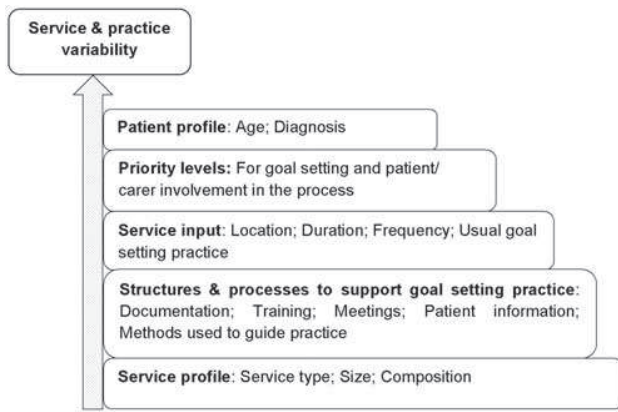 Service & practice
variability
Patient profile: Age; Diagnosis
Priority levels: For goal setting and patient/
carer involvement in the process
Service input: Location; Duration; Frequency; Usual goal
setting practice
Structures & processes to support goal setting practice:
Documentation; Training; Meetings; Patient information;
Methods used to guide practice
Service profile: Service type; Size; Composition